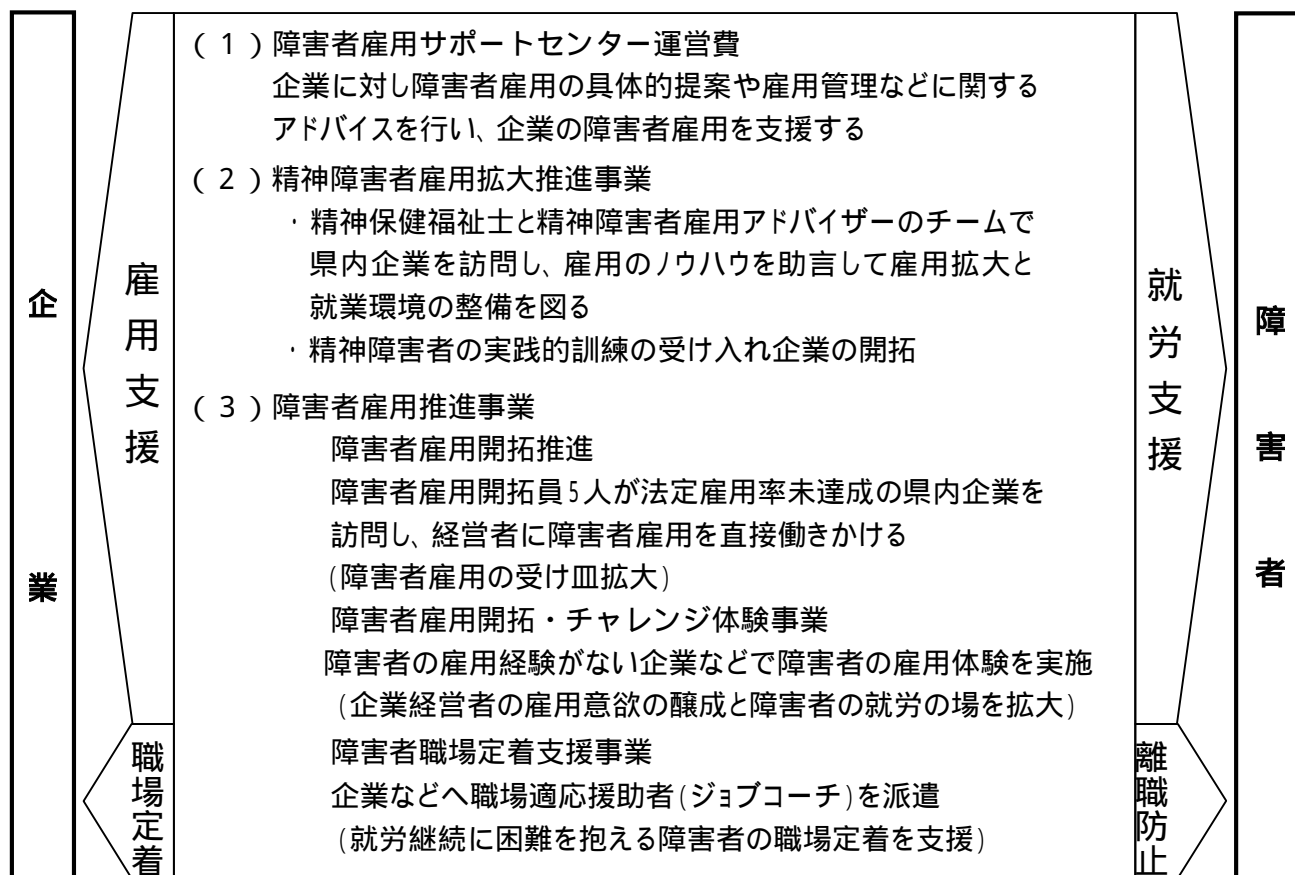 企業
雇用支援
職場定着
(1)障害者雇用サポートセンター運営費
企業に対し障害者雇用の具体的提案や雇用管理などに関する
アドバイスを行い、企業の障害者雇用を支援する
(2)精神障害者雇用拡大推進事業
・精神保健福祉士と精神障害者雇用アドバイザーのチームで
県内企業を訪問し、雇用のノウハウを助言して雇用拡大と
就業環境の整備を図る
・精神障害者の実践的訓練の受け入れ企業の開拓
(3)障害者雇用推進事業
障害者雇用開拓推進
障害者雇用開拓員5人が法定雇用率未達成の県内企業を
訪問し、経営者に障害者雇用を直接働きかける
(障害者雇用の受け皿拡大)
障害者雇用開拓・チャレンジ体験事業
障害者の雇用経験がない企業などで障害者の雇用体験を実施
(企業経営者の雇用意欲の醸成と障害者の就労の場を拡大)
障害者職場定着支援事業
企業などへ職場適応援助者(ジョブコーチ)を派遣
(就労継続に困難を抱える障害者の職場定着を支援)
就労支援
離職防止
障害者